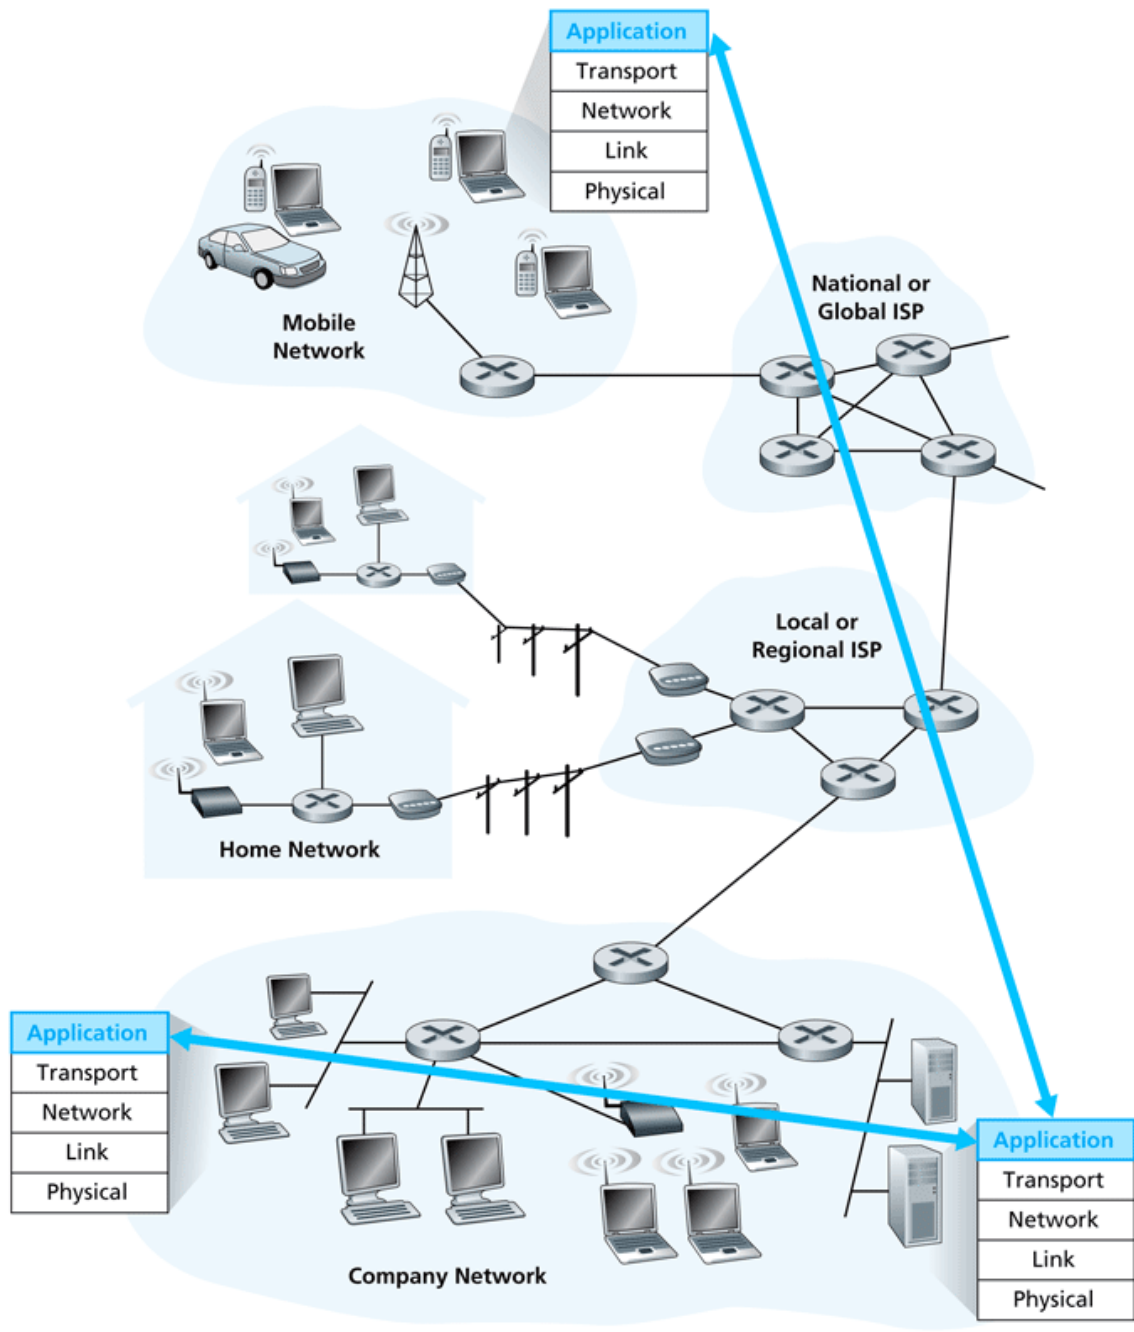 Application
Transport
Network
Link
Physical
National or
Global ISP
Mobile
Network
Local or
Regional ISP
Home Network
Application
Transport
Network
Link
Physical
Application
Transport
Network
Link
Physical
Company Network